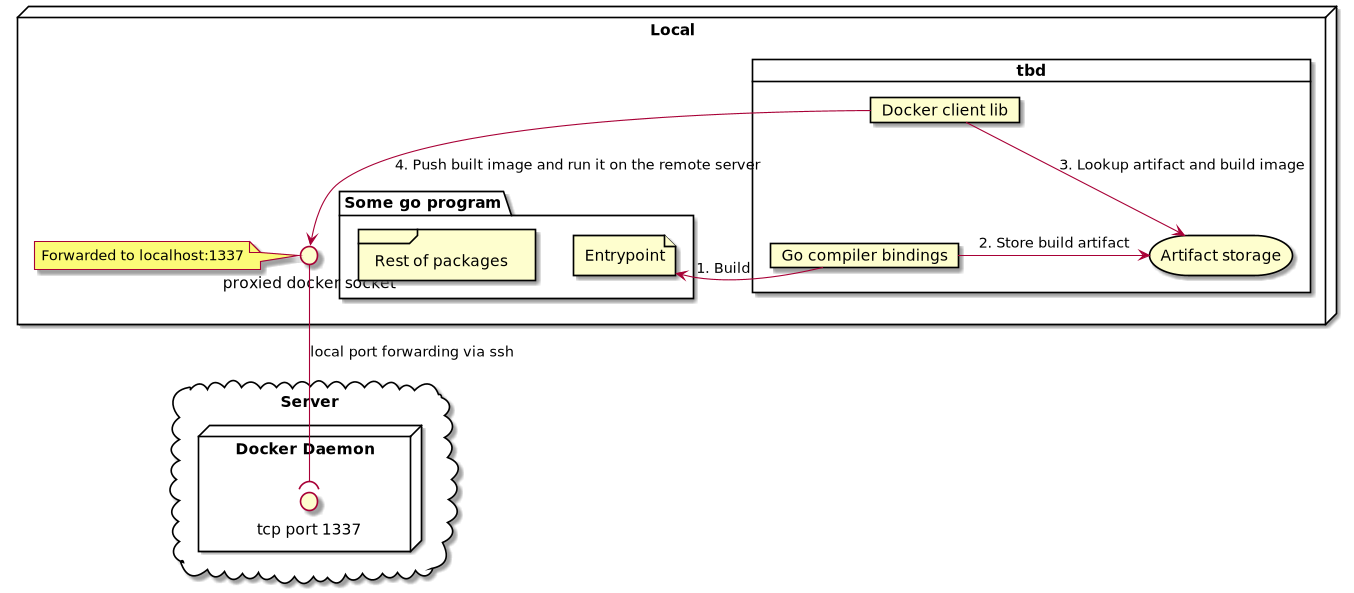 Local
tbd
Docker client lib
4. Push built image and run it on the remote server
3. Lookup artifact and build image
Some go program
Forwarded to localhost:1337
proxied docker socket
Rest of packages
Entrypoint
1. Build
Go compiler bindings
2. Store build artifact
Artifact storage
local port forwarding via ssh
Server
Docker Daemon
tcp port 1337